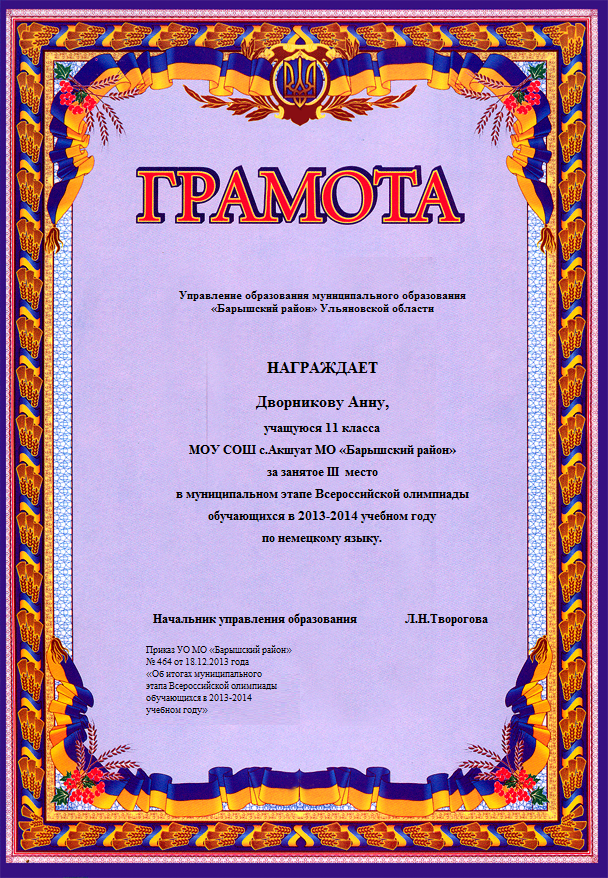 ГРАМОТА
Управление образования муниципального образования
«Барышский район» Ульяновской области
НАГРАЖДАЕТ
Дворникову Анну,
учащуюся 11 класса
МОУ СОШ с.Акшуат МО «Барышский район»
за занятое III место
в муниципальном этапе Всероссийской олимпиады
обучающихся в 2013-2014 учебном году
по немецкому языку.
Начальник управления образования Л.Н.Творогова
Приказ УО МО «Барышский район»
№ 464 от 18.12.2013 года
«Об итогах муниципального
этапа Всероссийской олимпиады
обучающихся в 2013-2014
учебном году»